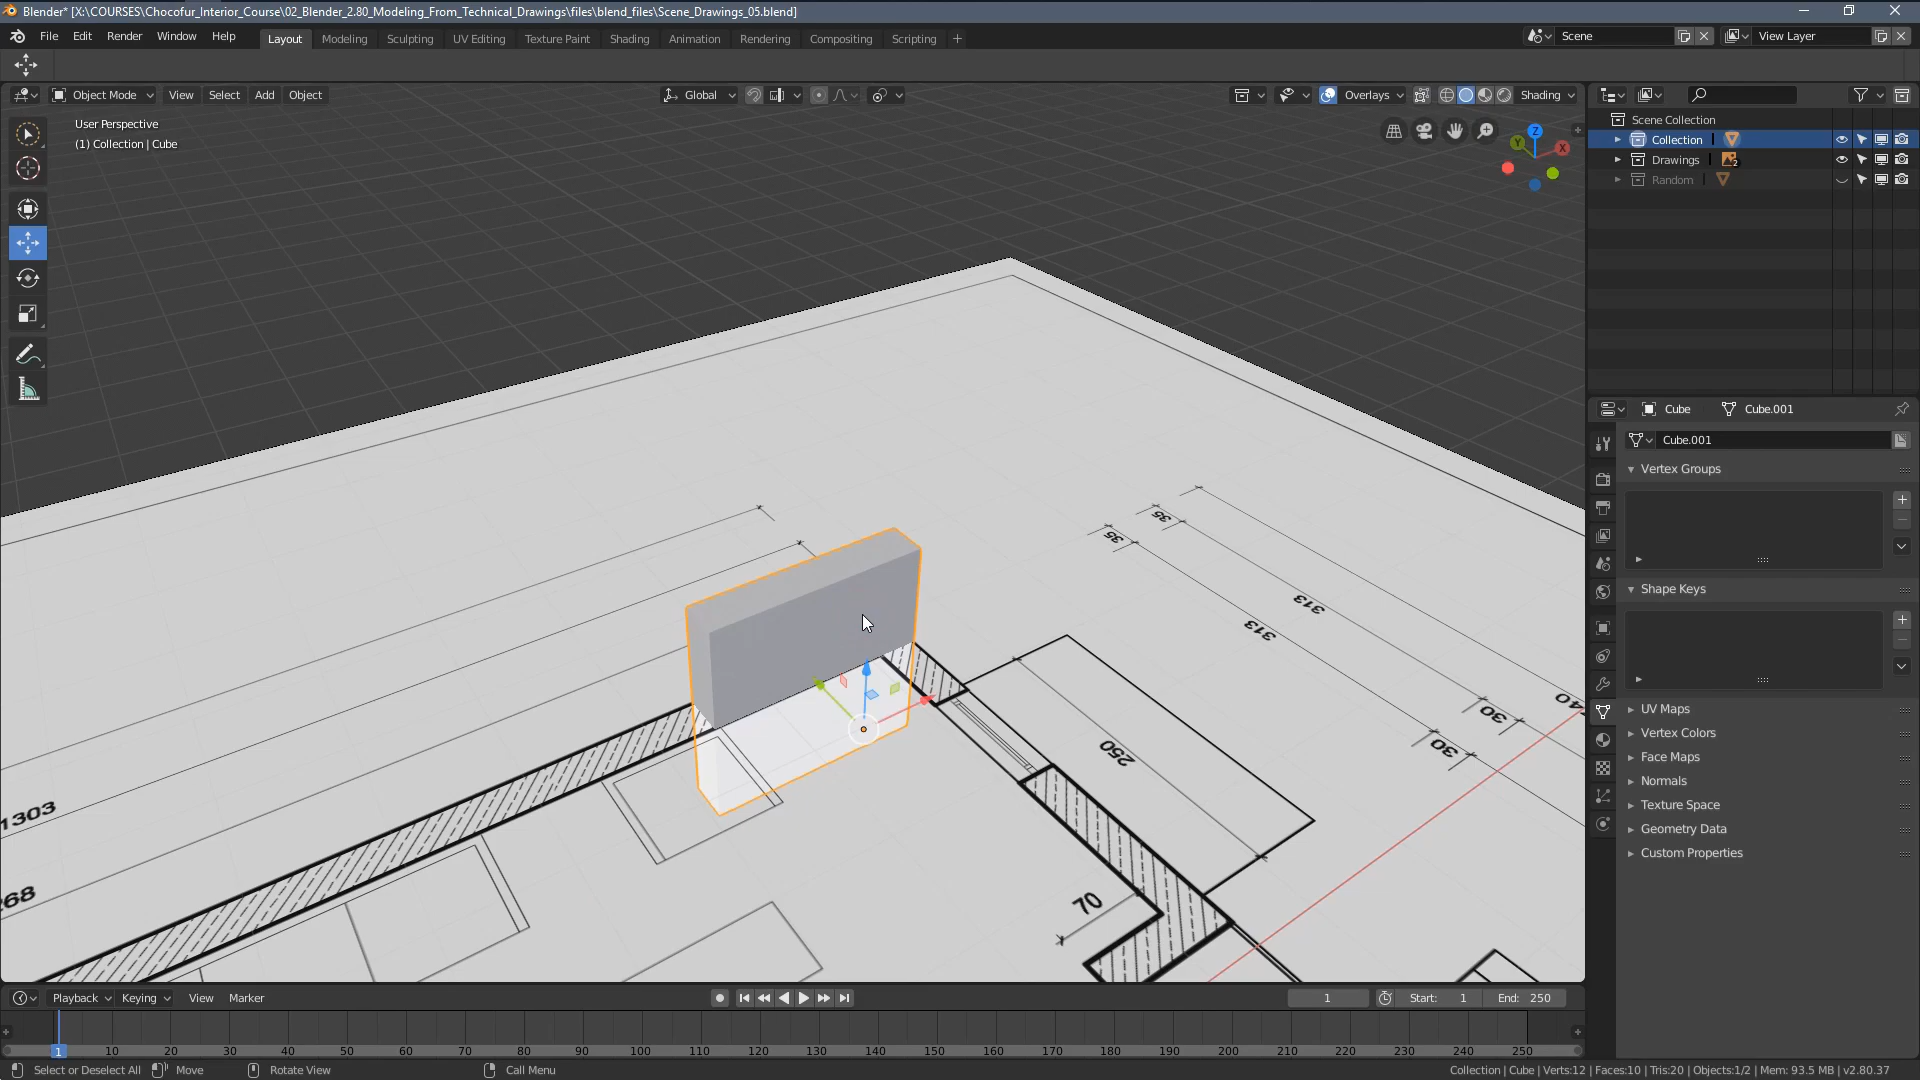 Blender* [X:\COURSES\Chocofur_Interior_Course\02_Blender_2.80_Modeling_From_Technical_Drawings\files\blend_files\Scene_Drawings_05.blend]
File Edit Render Window Help
Layout Modeling Sculpting UV Editing Texture Paint Shading Animation Rendering Compositing Scripting +
Scene
View Layer
Object Mode View Select Add Object
Global
Overlays
Shading
User Perspective
(1) Collection | Cube
Z
Y
X
Scene Collection
Collection
Drawings
2
Random
Cube
Cube.001
Cube.001
Vertex Groups
Shape Keys
UV Maps
Vertex Colors
Face Maps
Normals
Texture Space
Geometry Data
Custom Properties
35
35
313
313
240
30
30
250
70
1303
268
Playback Keying View Marker
1
Start: 1
End: 250
1 10 20 30 40 50 60 70 80 90 100 110 120 130 140 150 160 170 180 190 200 210 220 230 240 250
Select or Deselect All
Move
Rotate View
Call Menu
Collection | Cube | Verts:12 | Faces:10 | Tris:20 | Objects:1/2 | Mem: 93.5 MB | v2.80.37